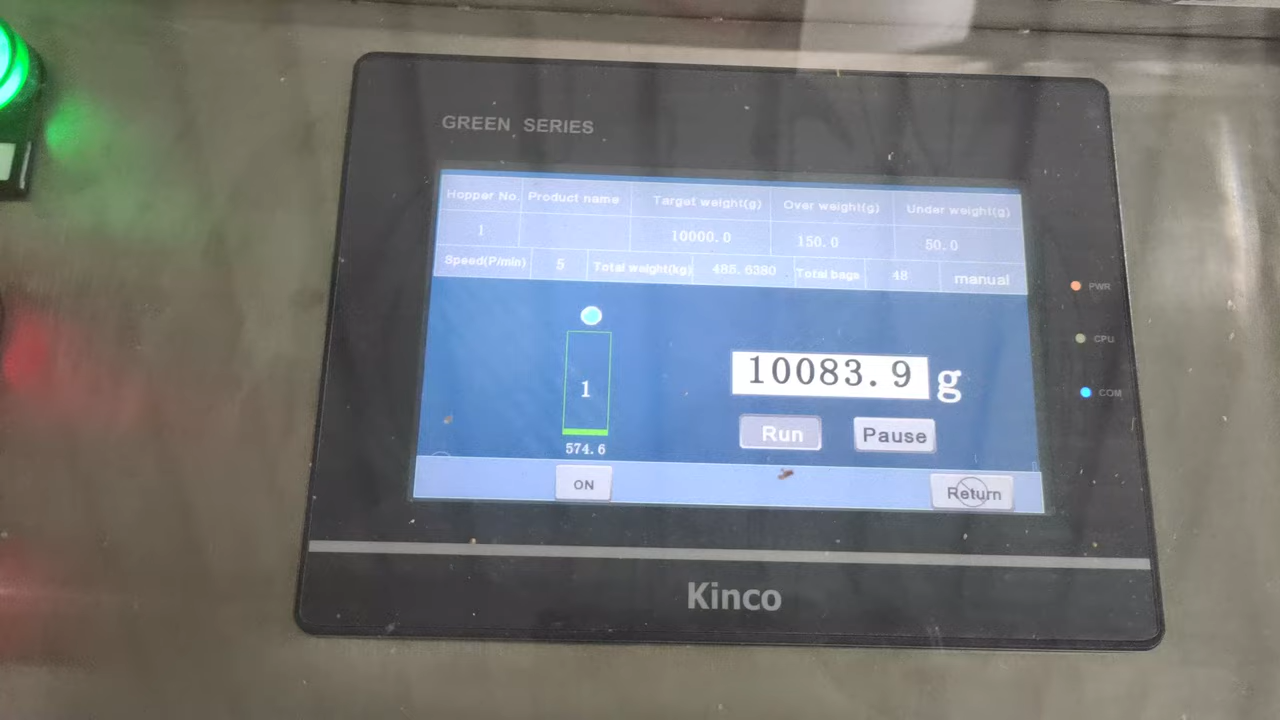 GREEN SERIES
Hopper No. Product name Target weight(g) Over weight(g) Under weight(g)
1 10000.0 150.0 50.0
Speed(P/min) 5 Total weight(kg) 485.6380 Total bags 48 manual
PWR
CPU
1 10083.9 g
COM
Run Pause
574.6
ON Return
Kinco